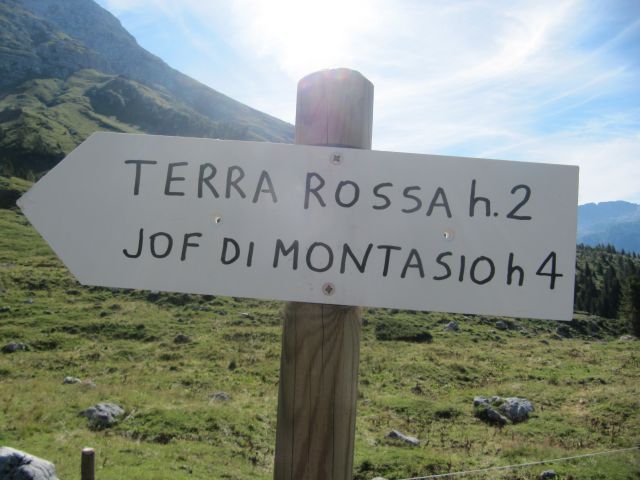 TERRA ROSSA h. 2
JOF DI MONTASIO h 4